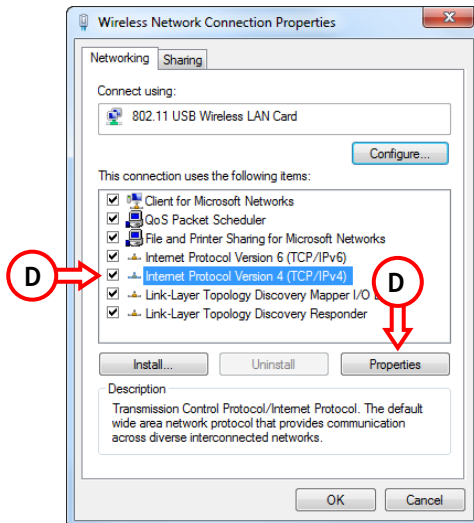 Wireless Network Connection Properties
Networking
Sharing
Connect using:
802.11 USB Wireless LAN Card
Configure...
This connection uses the following items:
Client for Microsoft Networks
QoS Packet Scheduler
File and Printer Sharing for Microsoft Networks
Internet Protocol Version 6 (TCP/IPv6)
D
Internet Protocol Version 4 (TCP/IPv4)
D
Link-Layer Topology Discovery Mapper I/O
Link-Layer Topology Discovery Responder
Install...
Uninstall
Properties
Description
Transmission Control Protocol/Internet Protocol. The default
wide area network protocol that provides communication
across diverse interconnected networks.
OK
Cancel